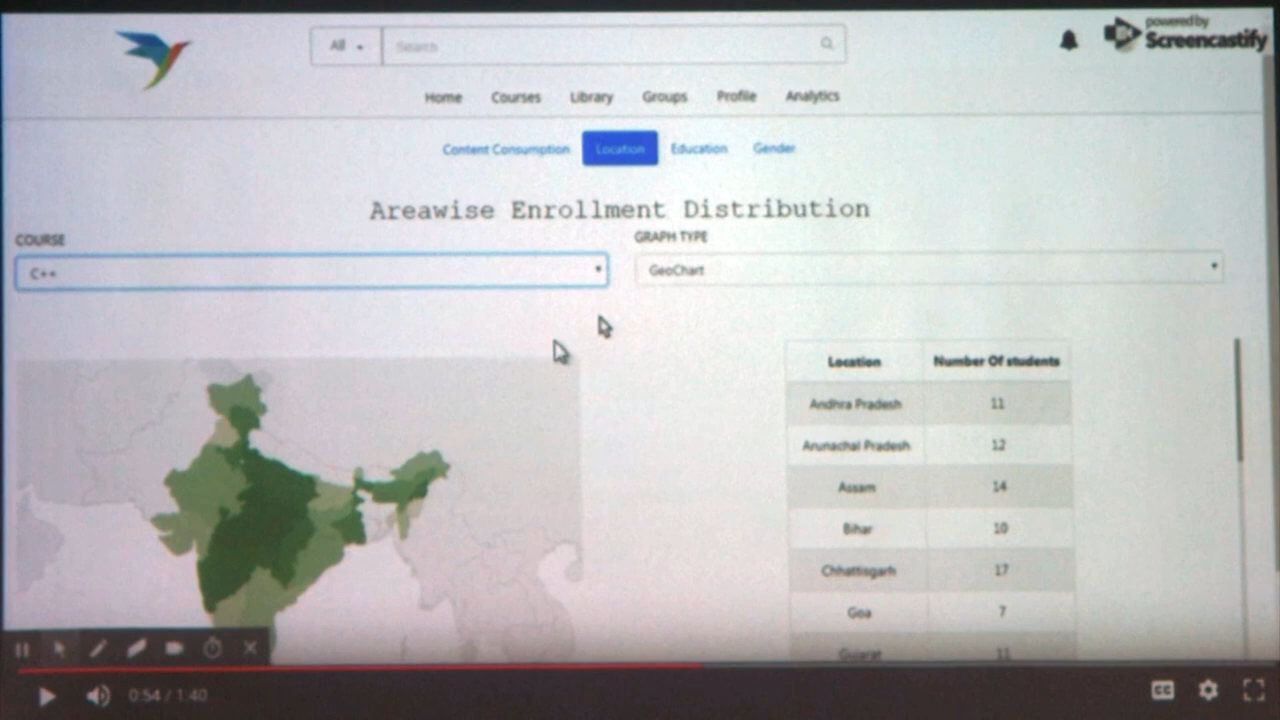 All Search
powered by
Screencastify
Home Courses Library Groups Profile Analytics
Content Consumption Location Education Gender
Areawise Enrollment Distribution
COURSE GRAPH TYPE
C++ GeoChart
Location Number Of students
Andhra Pradesh 11
Arunachal Pradesh 12
Assam 14
Bihar 10
Chhattisgarh 17
Goa 7
Gujarat 11
0:54 / 1:40 CC